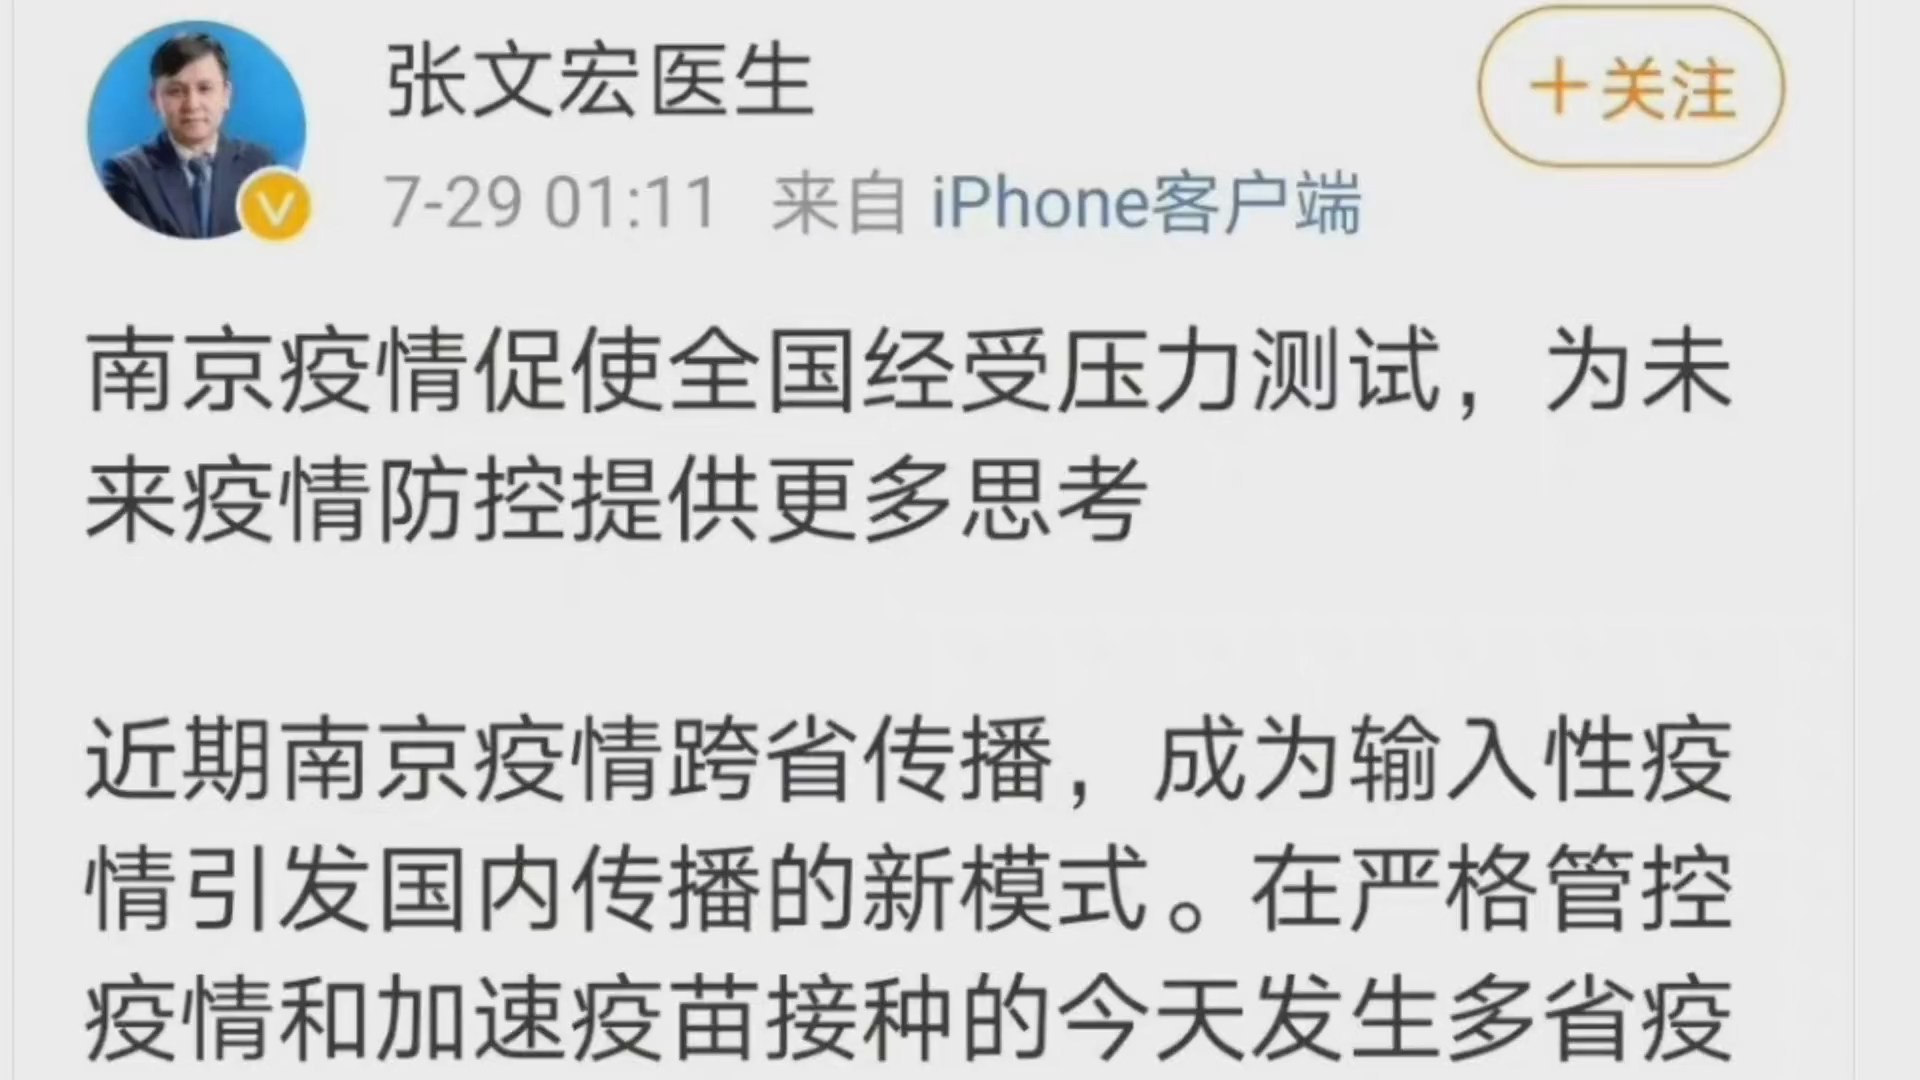 张文宏医生
+关注
7-29 01:11 来自 iPhone客户端
南京疫情促使全国经受压力测试，为未
来疫情防控提供更多思考
近期南京疫情跨省传播，成为输入性疫
情引发国内传播的新模式。在严格管控
疫情和加速疫苗接种的今天发生多省疫